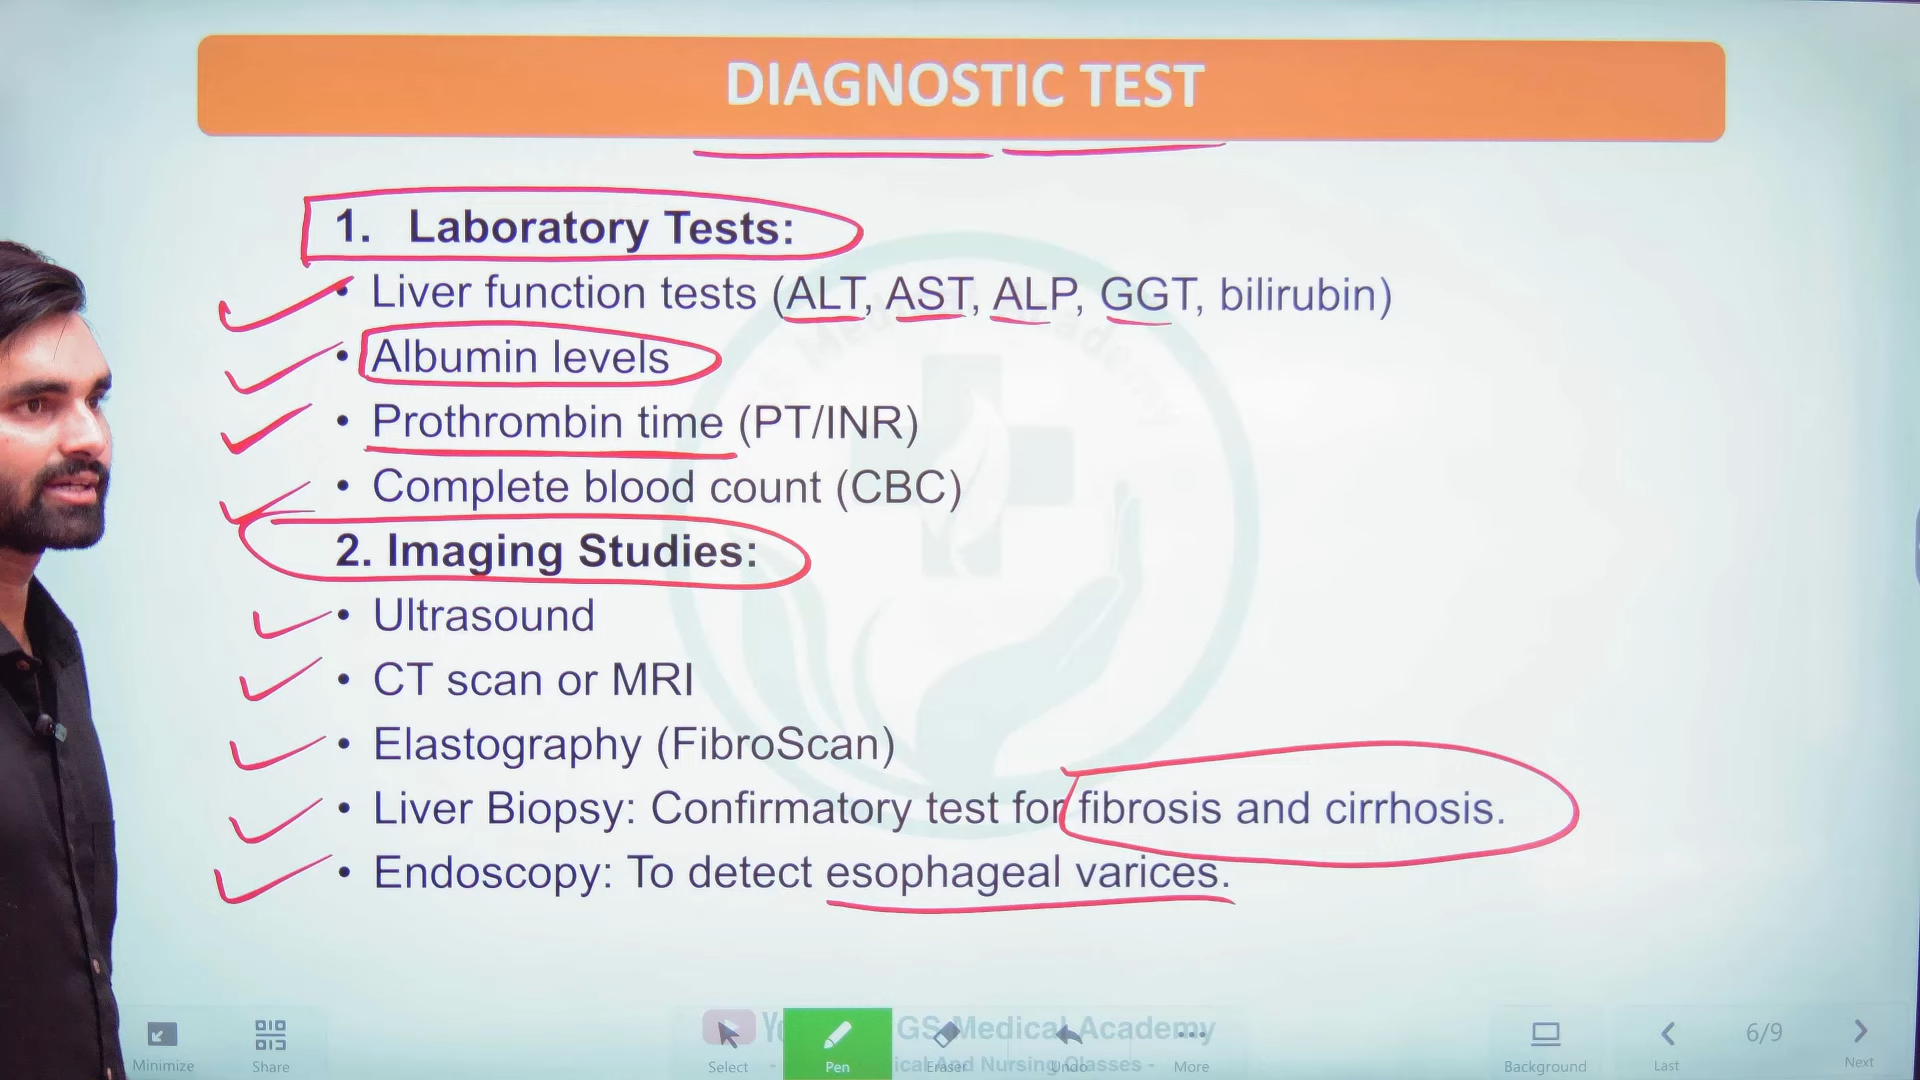 DIAGNOSTIC TEST
1. Laboratory Tests:
• Liver function tests (ALT, AST, ALP, GGT, bilirubin)
• Albumin levels
• Prothrombin time (PT/INR)
• Complete blood count (CBC)
2. Imaging Studies:
• Ultrasound
• CT scan or MRI
• Elastography (FibroScan)
• Liver Biopsy: Confirmatory test for fibrosis and cirrhosis.
• Endoscopy: To detect esophageal varices.
GS Medical Academy
And Nursing Classes -
Minimize Share Select Pen Eraser Undo More Background Last 6/9 Next